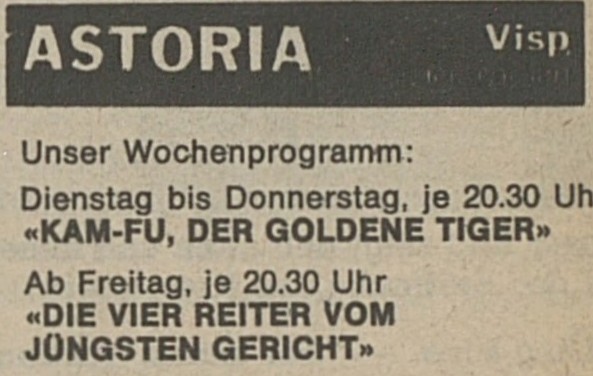 ASTORIA Visp
Unser Wochenprogramm:
Dienstag bis Donnerstag, je 20.30 Uh
«KAM-FU, DER GOLDENE TIGER»
Ab Freitag, je 20.30 Uhr
«DIE VIER REITER VOM
JÜNGSTEN GERICHT»